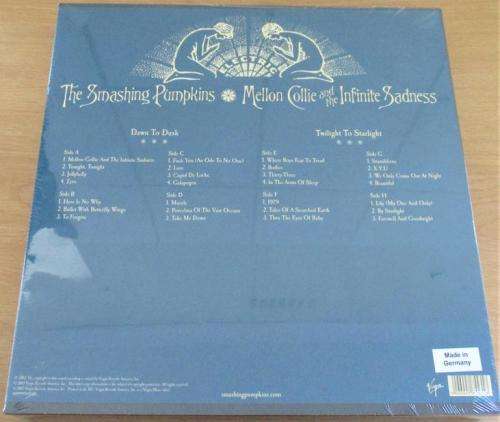 ELECTRIC
The Smashing Pumpkins Mellon Collie and the Infinite Sadness
Dawn To Dusk
Twilight To Starlight
Side A
1. Mellon Collie And The Infinite Sadness
2. Tonight, Tonight
3. Jellybelly
4. Zero
Side B
1. Here Is No Why
2. Bullet With Butterfly Wings
3. To Forgive
Side C
1. Fuck You (An Ode To No One)
2. Love
3. Cupid De Locke
4. Galapogos
Side D
1. Muzzle
2. Porcelina Of The Vast Oceans
3. Take Me Down
Side E
1. Where Boys Fear To Tread
2. Bodies
3. Thirty-Three
4. In The Arms Of Sleep
Side F
1. 1979
2. Tales Of A Scorched Earth
3. Thru The Eyes Of Ruby
Side G
1. Stumbleine
2. X.Y.U
3. We Only Come Out At Night
4. Beautiful
Side H
1. Lily (My One And Only)
2. By Starlight
3. Farewell And Goodnight
smashingpumpkins.com
Made in
Germany
Virgin